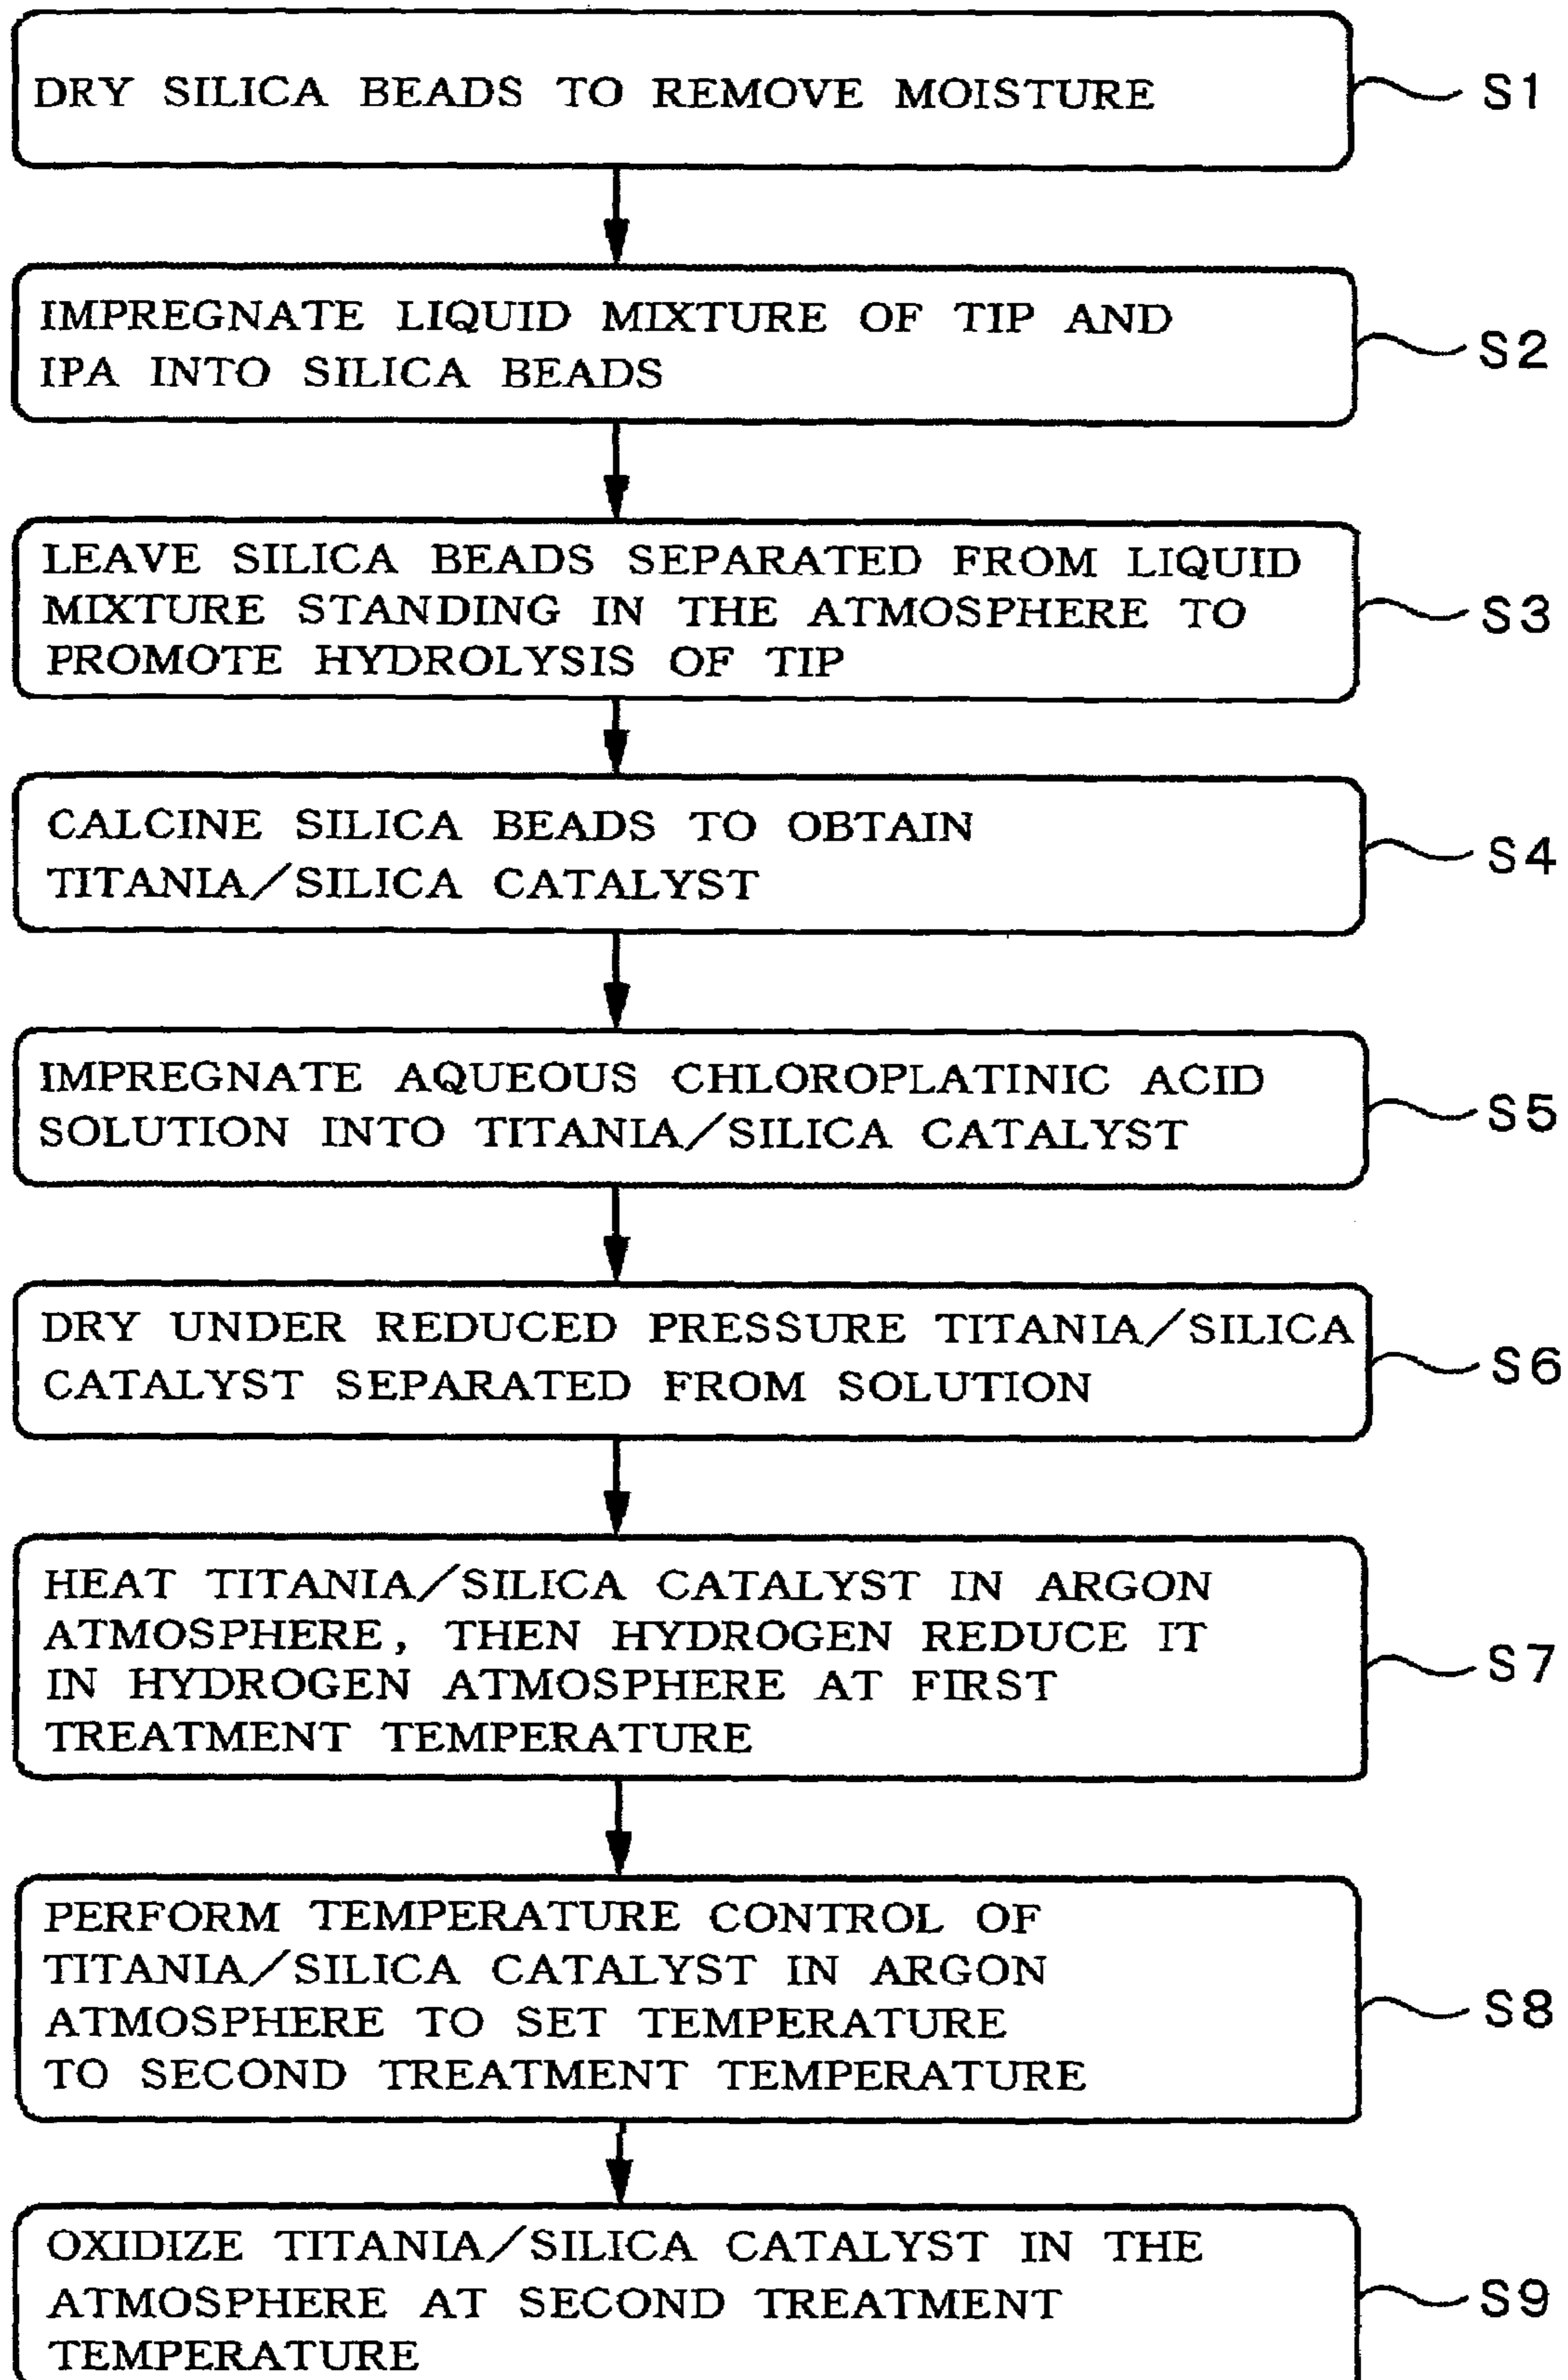 DRY SILICA BEADS TO REMOVE MOISTURE
S1
IMPREGNATE LIQUID MIXTURE OF TIP AND
IPA INTO SILICA BEADS
S2
LEAVE SILICA BEADS SEPARATED FROM LIQUID
MIXTURE STANDING IN THE ATMOSPHERE TO
PROMOTE HYDROLYSIS OF TIP
S3
CALCINE SILICA BEADS TO OBTAIN
TITANIA/SILICA CATALYST
S4
IMPREGNATE AQUEOUS CHLOROPLATINIC ACID
SOLUTION INTO TITANIA/SILICA CATALYST
S5
DRY UNDER REDUCED PRESSURE TITANIA/SILICA
CATALYST SEPARATED FROM SOLUTION
S6
HEAT TITANIA/SILICA CATALYST IN ARGON
ATMOSPHERE, THEN HYDROGEN REDUCE IT
IN HYDROGEN ATMOSPHERE AT FIRST
TREATMENT TEMPERATURE
S7
PERFORM TEMPERATURE CONTROL OF
TITANIA/SILICA CATALYST IN ARGON
ATMOSPHERE TO SET TEMPERATURE
TO SECOND TREATMENT TEMPERATURE
S8
OXIDIZE TITANIA/SILICA CATALYST IN THE
ATMOSPHERE AT SECOND TREATMENT
TEMPERATURE
S9